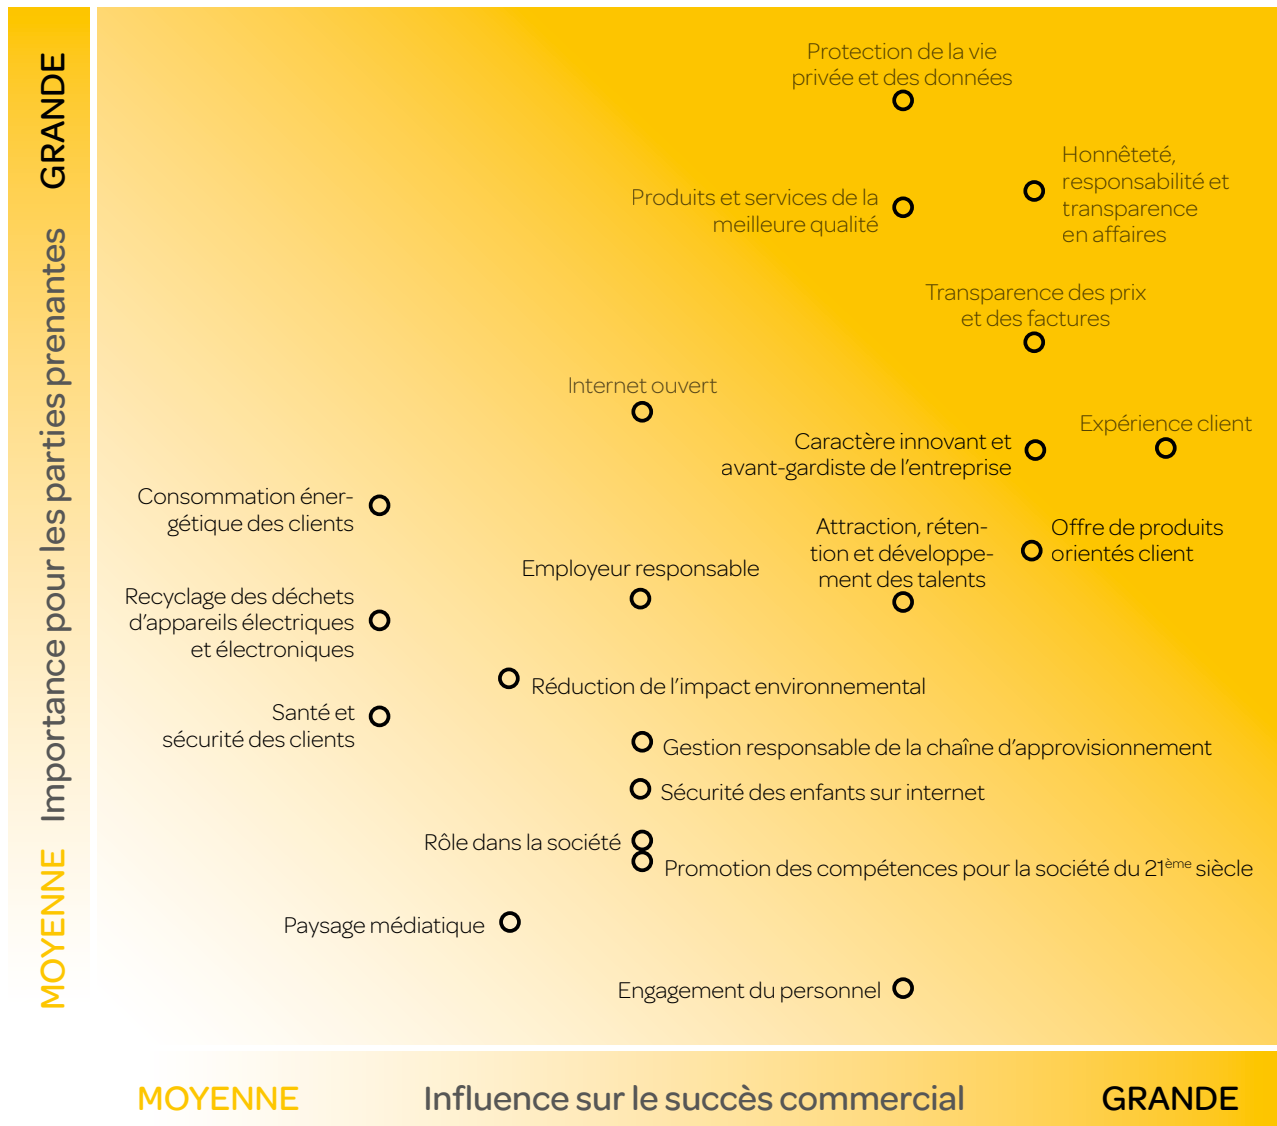 GRANDE
Importance pour les parties prenantes
MOYENNE
Protection de la vie
privée et des données
Honnêteté,
responsabilité et
transparence
en affaires
Produits et services de la
meilleure qualité
Transparence des prix
et des factures
Internet ouvert
Expérience client
Caractère innovant et
avant-gardiste de l’entreprise
Consommation éner-
gétique des clients
Attraction, réten-
tion et développe-
ment des talents
Offre de produits
orientés client
Employeur responsable
Recyclage des déchets
d’appareils électriques
et électroniques
Réduction de l’impact environnemental
Santé et
sécurité des clients
Gestion responsable de la chaîne d’approvisionnement
Sécurité des enfants sur internet
Rôle dans la société
Promotion des compétences pour la société du 21ème siècle
Paysage médiatique
Engagement du personnel
MOYENNE
Influence sur le succès commercial
GRANDE